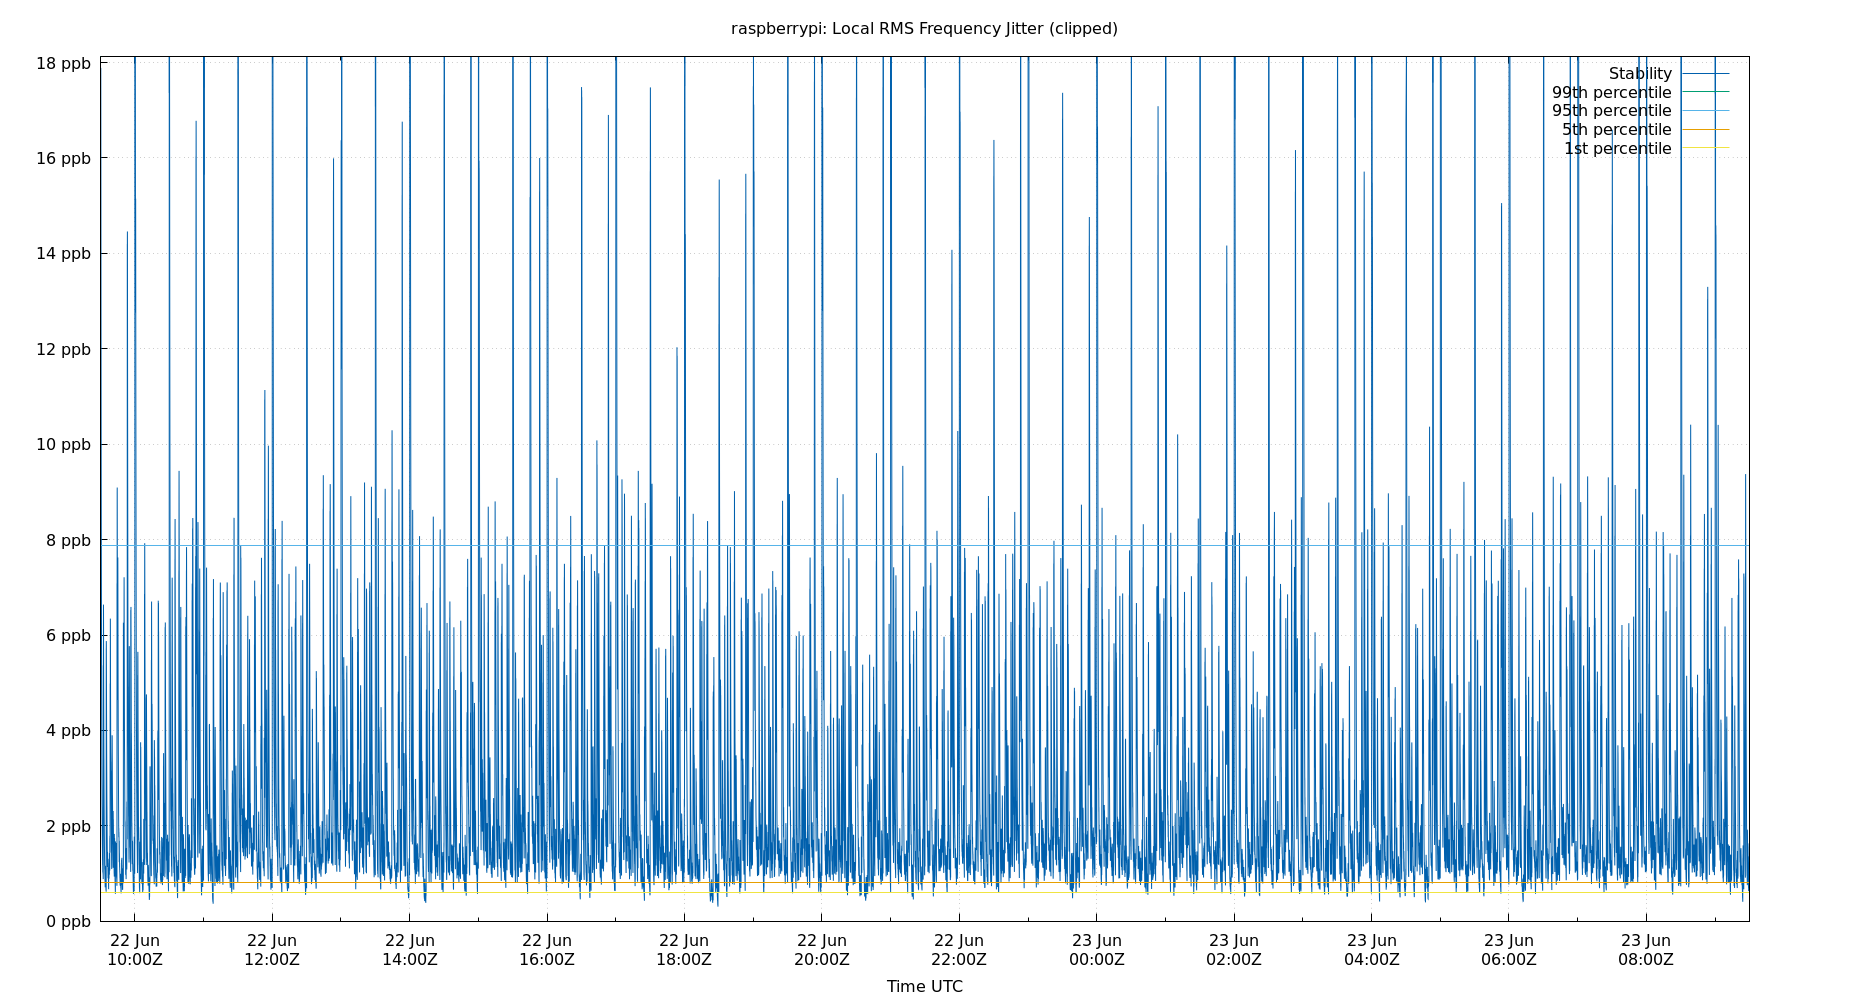 raspberrypi: Local RMS Frequency Jitter (clipped)
18 ppb
16 ppb
14 ppb
12 ppb
10 ppb
8 ppb
6 ppb
4 ppb
2 ppb
0 ppb
Stability
99th percentile
95th percentile
5th percentile
1st percentile
22 Jun 22 Jun 22 Jun 22 Jun 22 Jun 22 Jun 22 Jun 23 Jun 23 Jun 23 Jun 23 Jun 23 Jun
10:00Z 12:00Z 14:00Z 16:00Z 18:00Z 20:00Z 22:00Z 00:00Z 02:00Z 04:00Z 06:00Z 08:00Z
Time UTC